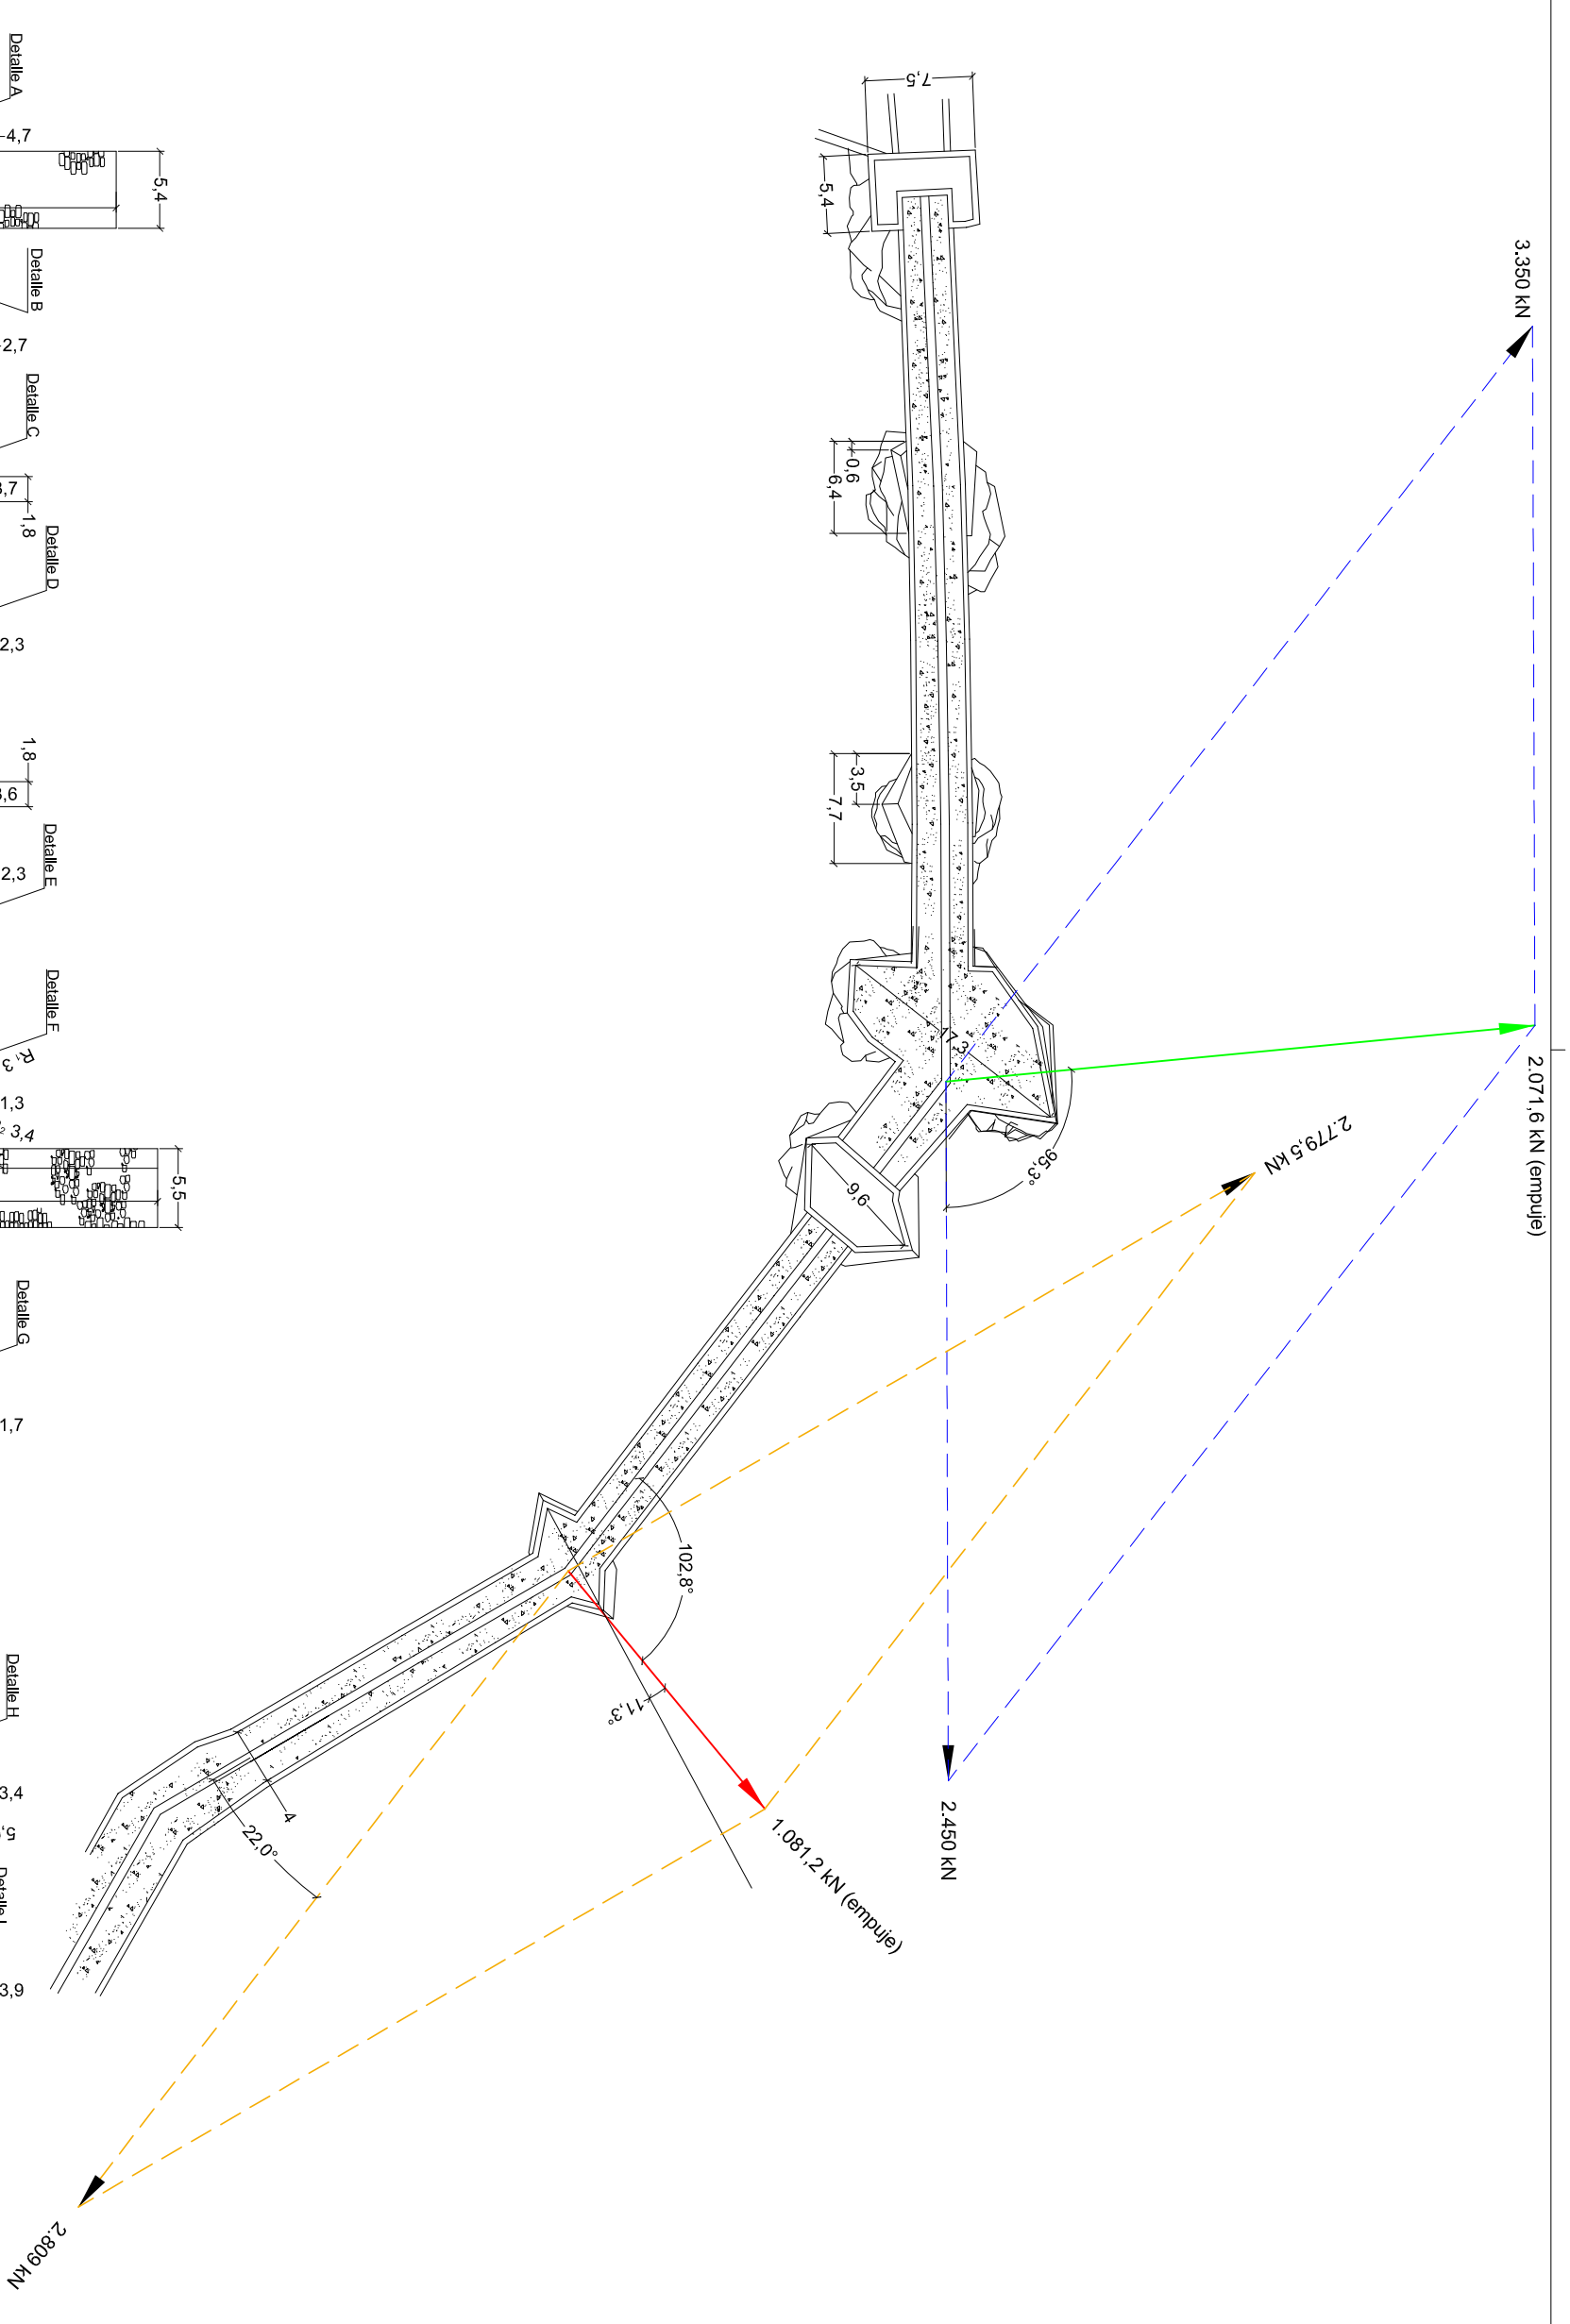 Detalle A
4,7
5,4
Detalle B
2,7
Detalle C
1,8
Detalle D
2,3
1,8
Detalle E
2,3
Detalle F
1,3
3,4
5,5
Detalle G
1,7
Detalle H
3,4
Detalle I
3,9
7,5
5,4
0,6
6,4
3,5
7,7
17,3
95,3°
9,6
102,8°
11,3°
4
22,0°
3.350 kN
2.071,6 kN (empuje)
2.779,5 kN
2.450 kN
1.081,2 kN (empuje)
2.809 kN